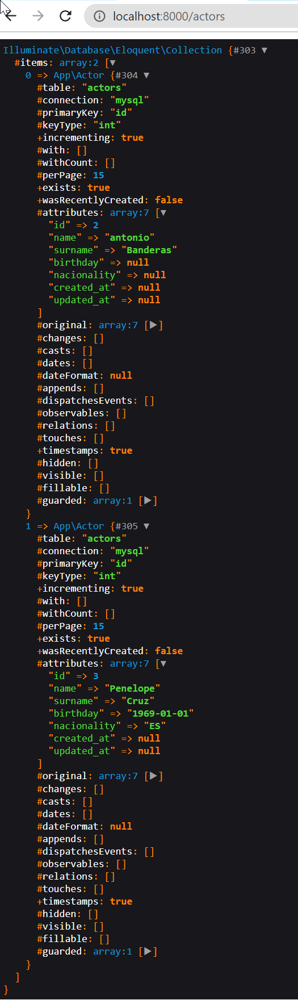 localhost:8000/actors
Illuminate\Database\Eloquent\Collection {#303 ▼
  #items: array:2 [▼
    0 => App\Actor {#304 ▼
      #table: "actors"
      #connection: "mysql"
      #primaryKey: "id"
      #keyType: "int"
      +incrementing: true
      #with: []
      #withCount: []
      #perPage: 15
      +exists: true
      +wasRecentlyCreated: false
      #attributes: array:7 [▼
        "id" => 2
        "name" => "antonio"
        "surname" => "Banderas"
        "birthday" => null
        "nacionality" => null
        "created_at" => null
        "updated_at" => null
      ]
      #original: array:7 [▶]
      #changes: []
      #casts: []
      #dates: []
      #dateFormat: null
      #appends: []
      #dispatchesEvents: []
      #observables: []
      #relations: []
      #touches: []
      +timestamps: true
      #hidden: []
      #visible: []
      #fillable: []
      #guarded: array:1 [▶]
    }
    1 => App\Actor {#305 ▼
      #table: "actors"
      #connection: "mysql"
      #primaryKey: "id"
      #keyType: "int"
      +incrementing: true
      #with: []
      #withCount: []
      #perPage: 15
      +exists: true
      +wasRecentlyCreated: false
      #attributes: array:7 [▼
        "id" => 3
        "name" => "Penelope"
        "surname" => "Cruz"
        "birthday" => "1969-01-01"
        "nacionality" => "ES"
        "created_at" => null
        "updated_at" => null
      ]
      #original: array:7 [▶]
      #changes: []
      #casts: []
      #dates: []
      #dateFormat: null
      #appends: []
      #dispatchesEvents: []
      #observables: []
      #relations: []
      #touches: []
      +timestamps: true
      #hidden: []
      #visible: []
      #fillable: []
      #guarded: array:1 [▶]
    }
  ]
}